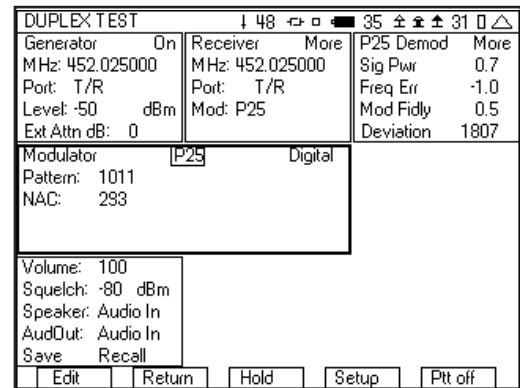 DUPLEX TEST 48 35 31
Generator On
MHz: 452.025000
Port: T/R
Level: -50 dBm
Ext Attn dB: 0
Receiver More
MHz: 452.025000
Port: T/R
Mod: P25
P25 Demod More
Sig Pwr 0.7
Freq Err -1.0
Mod Fidly 0.5
Deviation 1807
Modulator P25 Digital
Pattern: 1011
NAC: 293
Volume: 100
Squelch: -80 dBm
Speaker: Audio In
AudOut: Audio In
Save Recall
Edit Return Hold Setup Ptt off